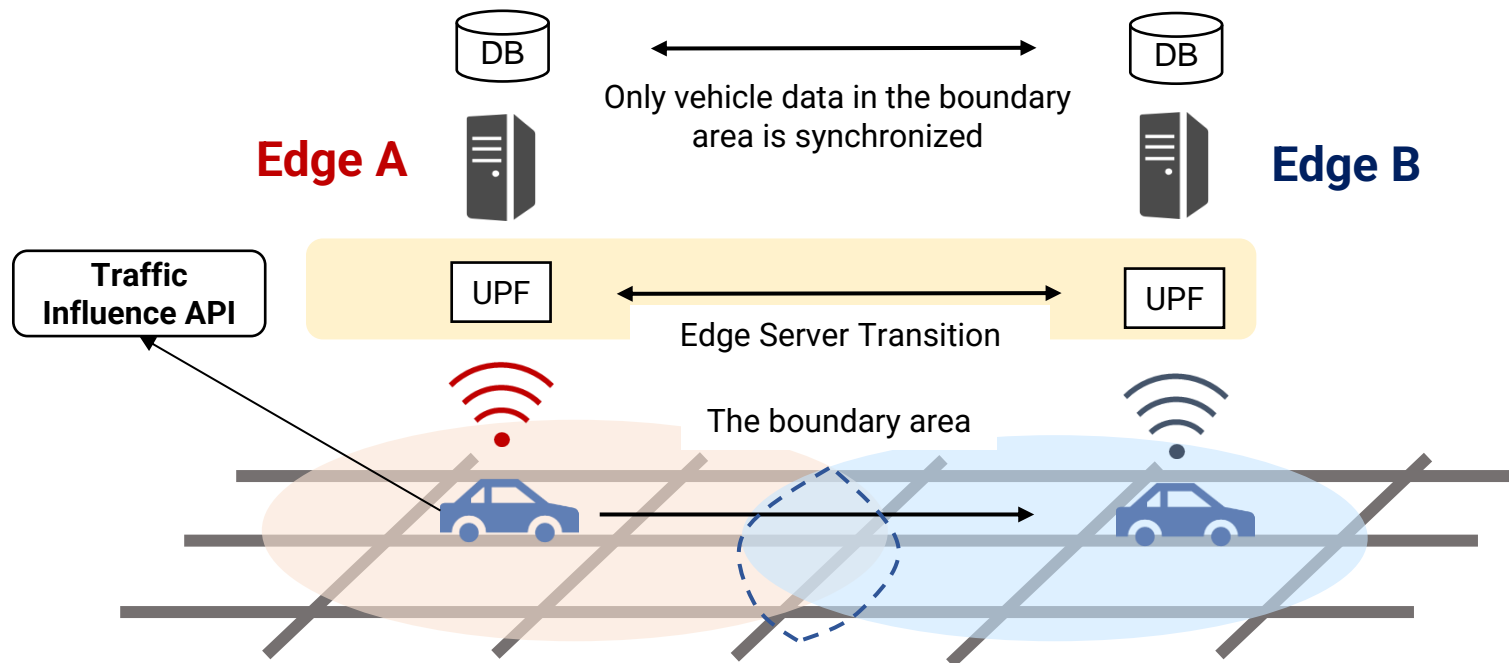 DB
DB
Only vehicle data in the boundary
area is synchronized
Edge A
Edge B
Traffic
Influence API
UPF
UPF
Edge Server Transition
The boundary area